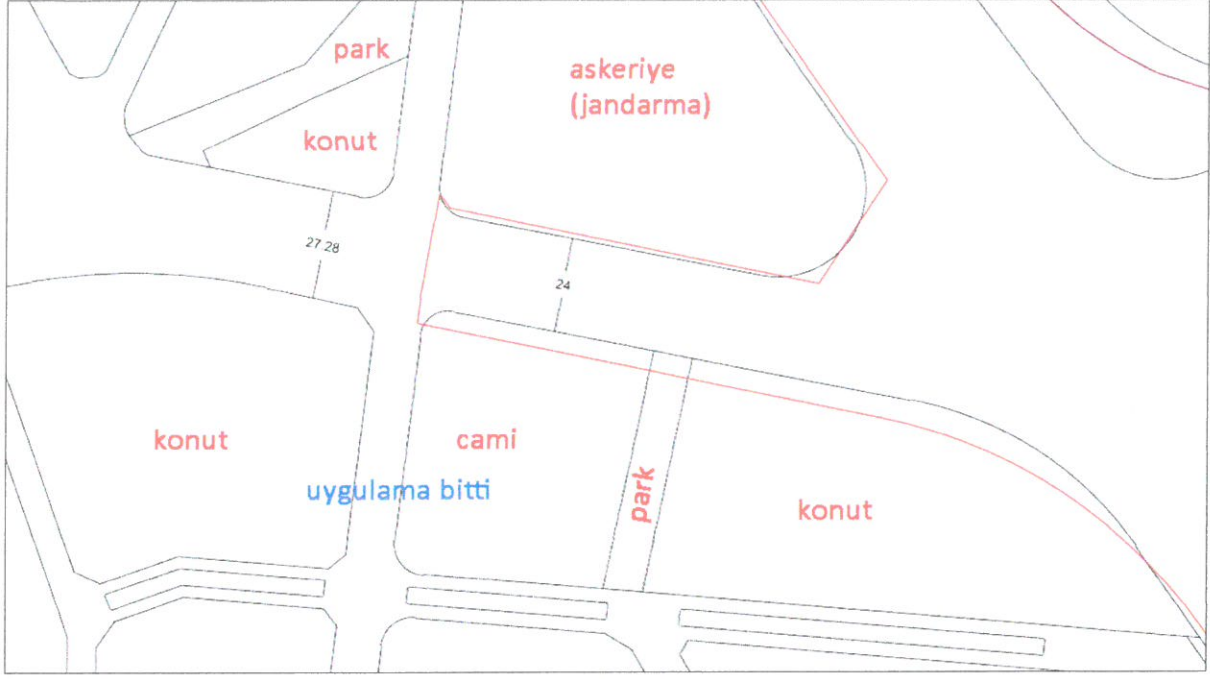 park
askeriye
(jandarma)
konut
27.28
24
konut
cami
uygulama bitti
park
konut